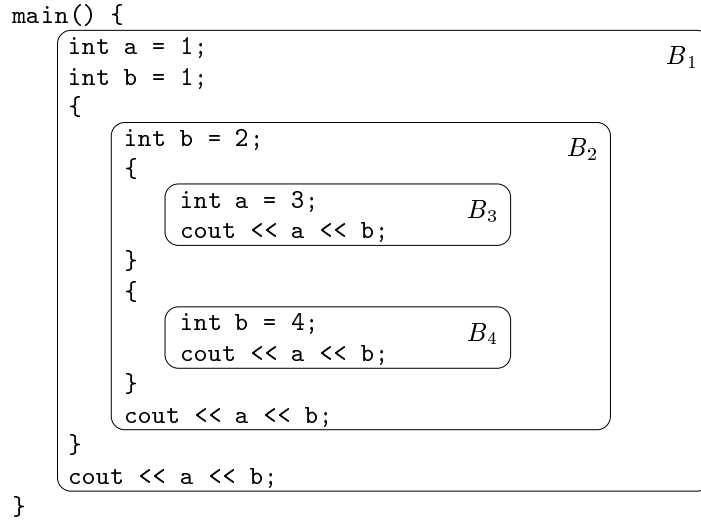 main() {
int a = 1;
B₁
int b = 1;
{
int b = 2;
B₂
{
int a = 3;
B₃
cout << a << b;
}
{
int b = 4;
B₄
cout << a << b;
}
cout << a << b;
}
cout << a << b;
}